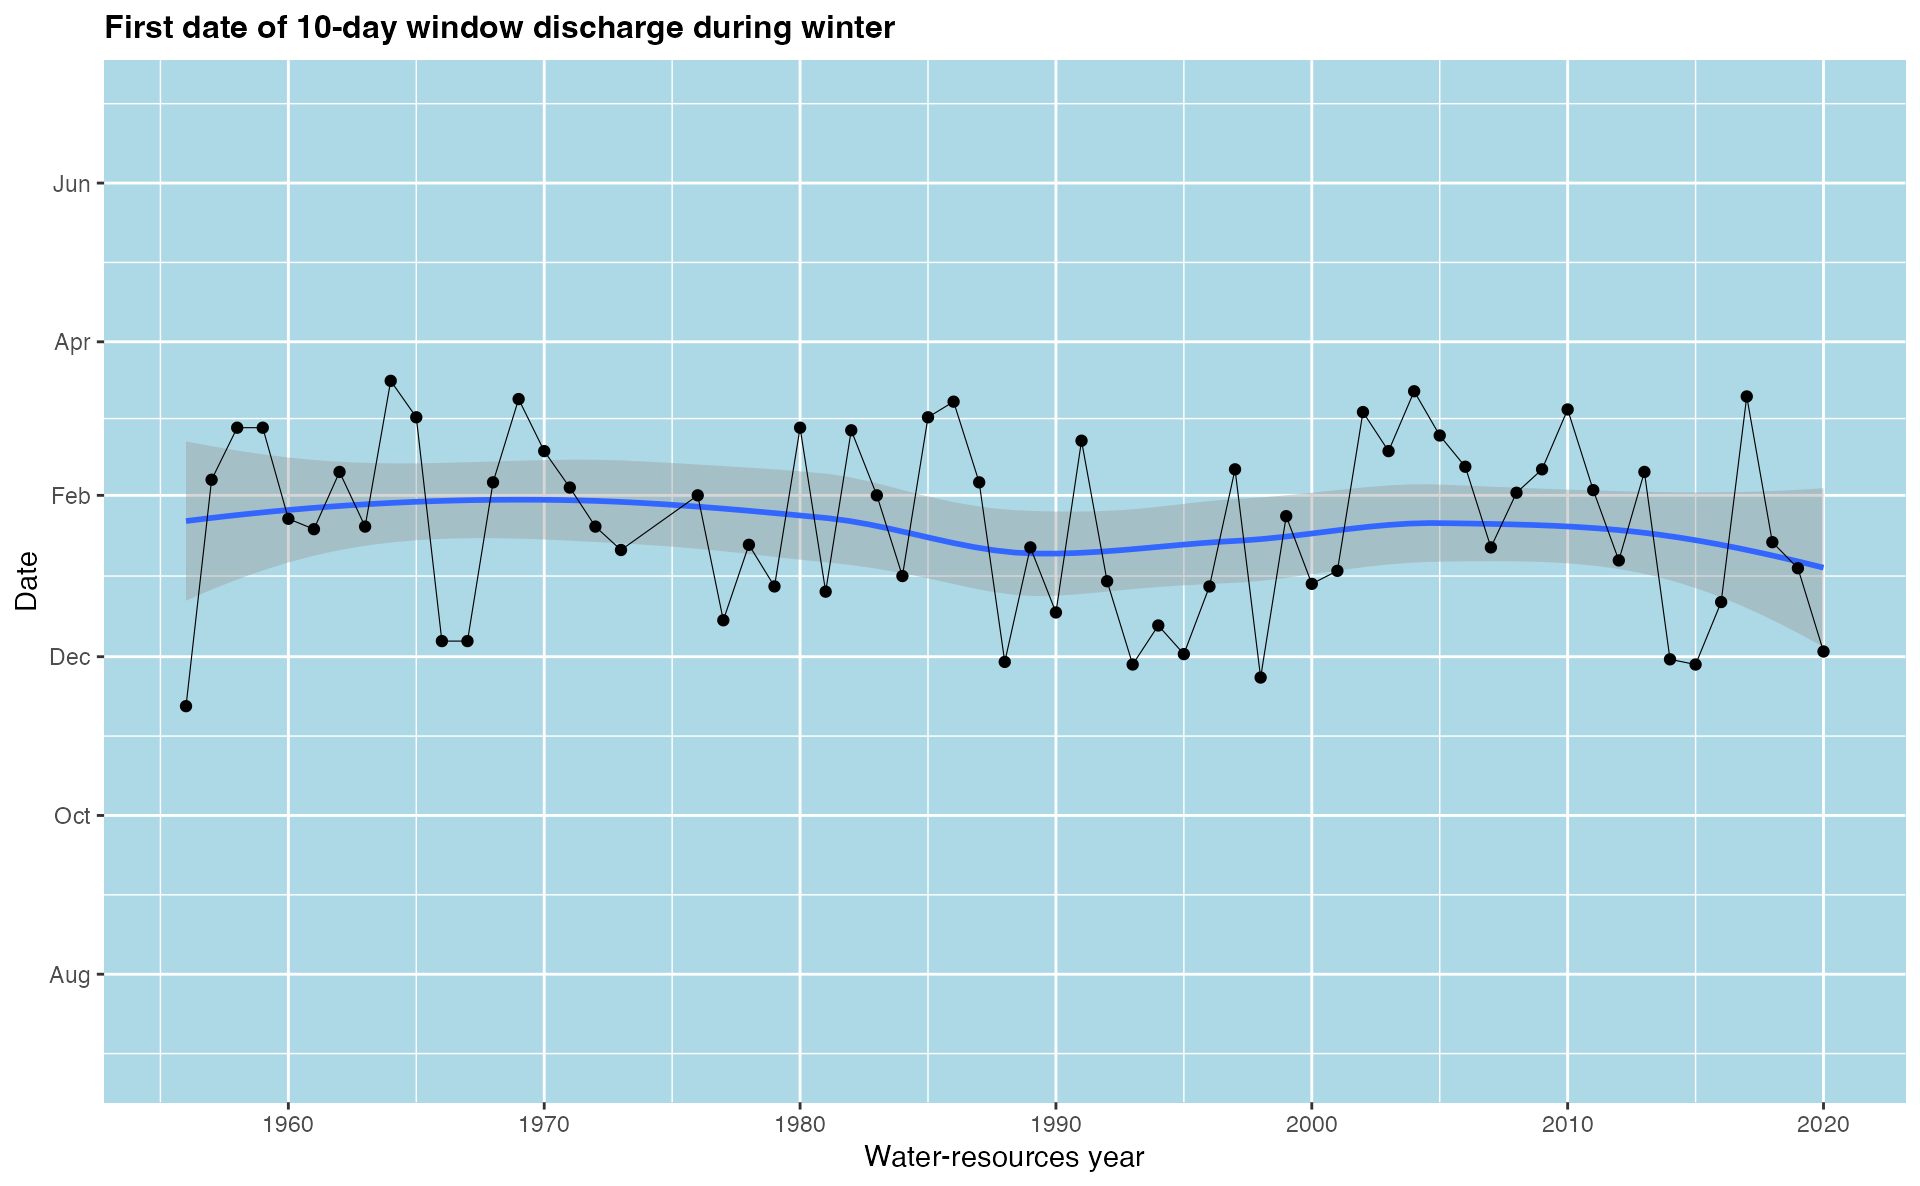 First date of 10-day window discharge during winter
Date
Jun
Apr
Feb
Dec
Oct
Aug
1960 1970 1980 1990 2000 2010 2020
Water-resources year